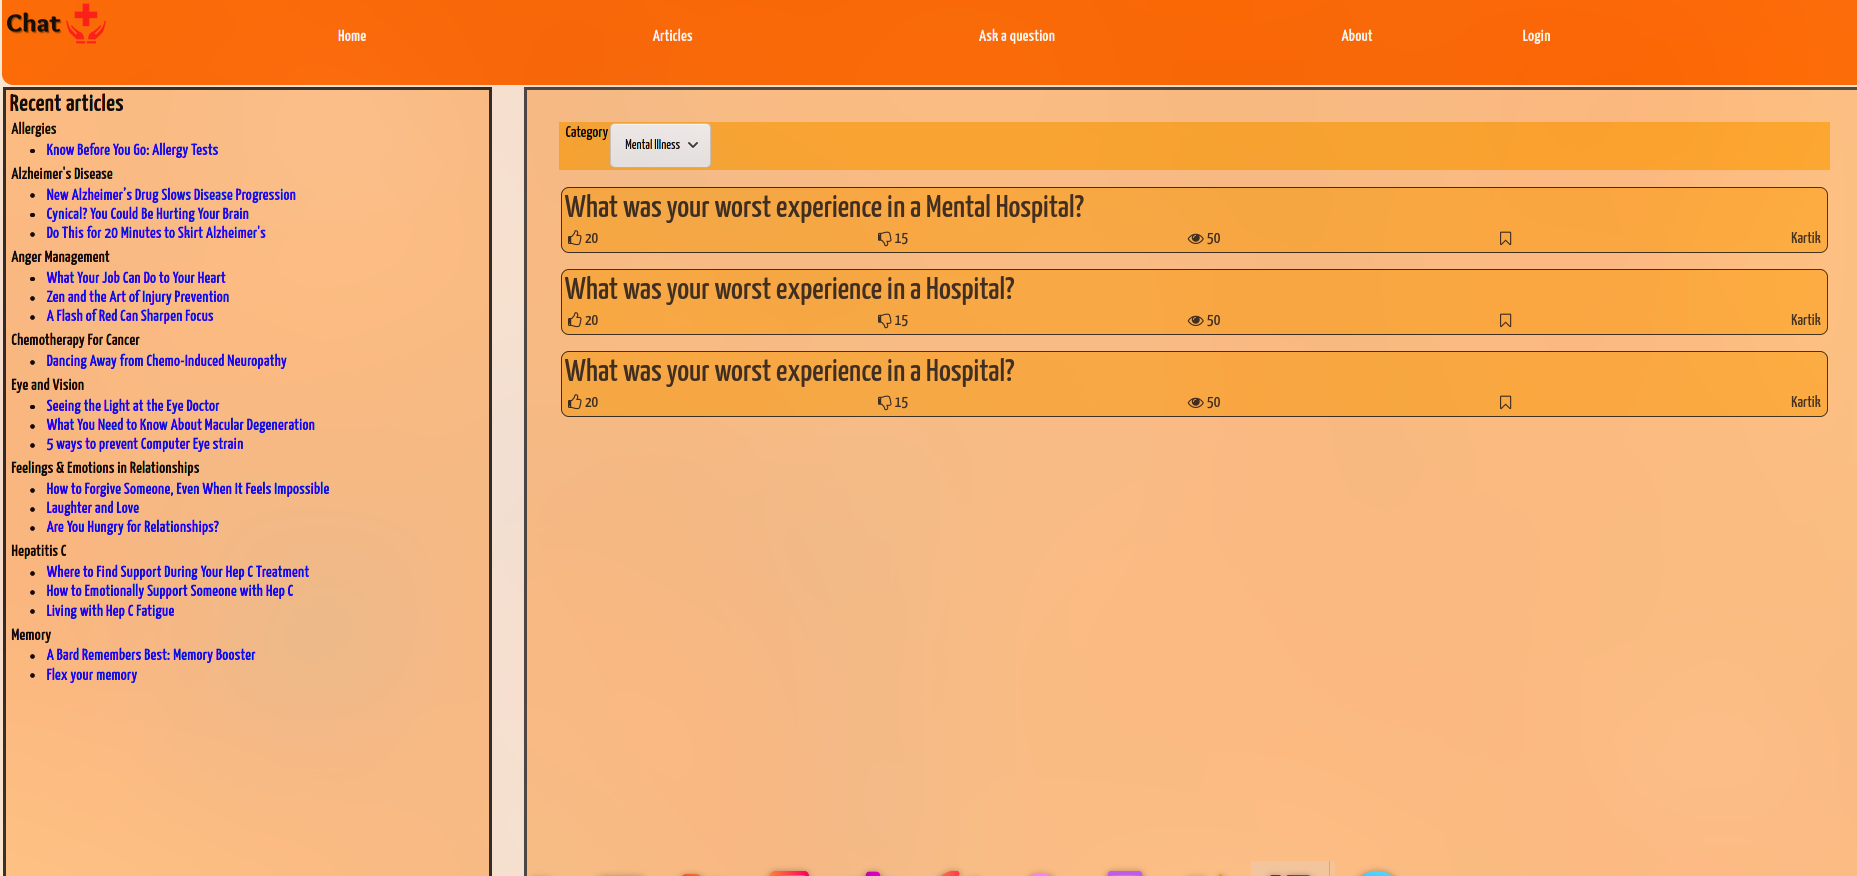 Chat
Home
Articles
Ask a question
About
Login
Recent articles
Allergies
Know Before You Go: Allergy Tests
Alzheimer's Disease
New Alzheimer's Drug Slows Disease Progression
Cynical? You Could Be Hurting Your Brain
Do This for 20 Minutes to Skirt Alzheimer's
Anger Management
What Your Job Can Do to Your Heart
Zen and the Art of Injury Prevention
A Flash of Red Can Sharpen Focus
Chemotherapy For Cancer
Dancing Away from Chemo-Induced Neuropathy
Eye and Vision
Seeing the Light at the Eye Doctor
What You Need to Know About Macular Degeneration
5 ways to prevent Computer Eye strain
Feelings & Emotions in Relationships
How to Forgive Someone, Even When It Feels Impossible
Laughter and Love
Are You Hungry for Relationships?
Hepatitis C
Where to Find Support During Your Hep C Treatment
How to Emotionally Support Someone with Hep C
Living with Hep C Fatigue
Memory
A Bard Remembers Best: Memory Booster
Flex your memory
Category Mental Illness
What was your worst experience in a Mental Hospital?
20 15 50 Kartik
What was your worst experience in a Hospital?
20 15 50 Kartik
What was your worst experience in a Hospital?
20 15 50 Kartik